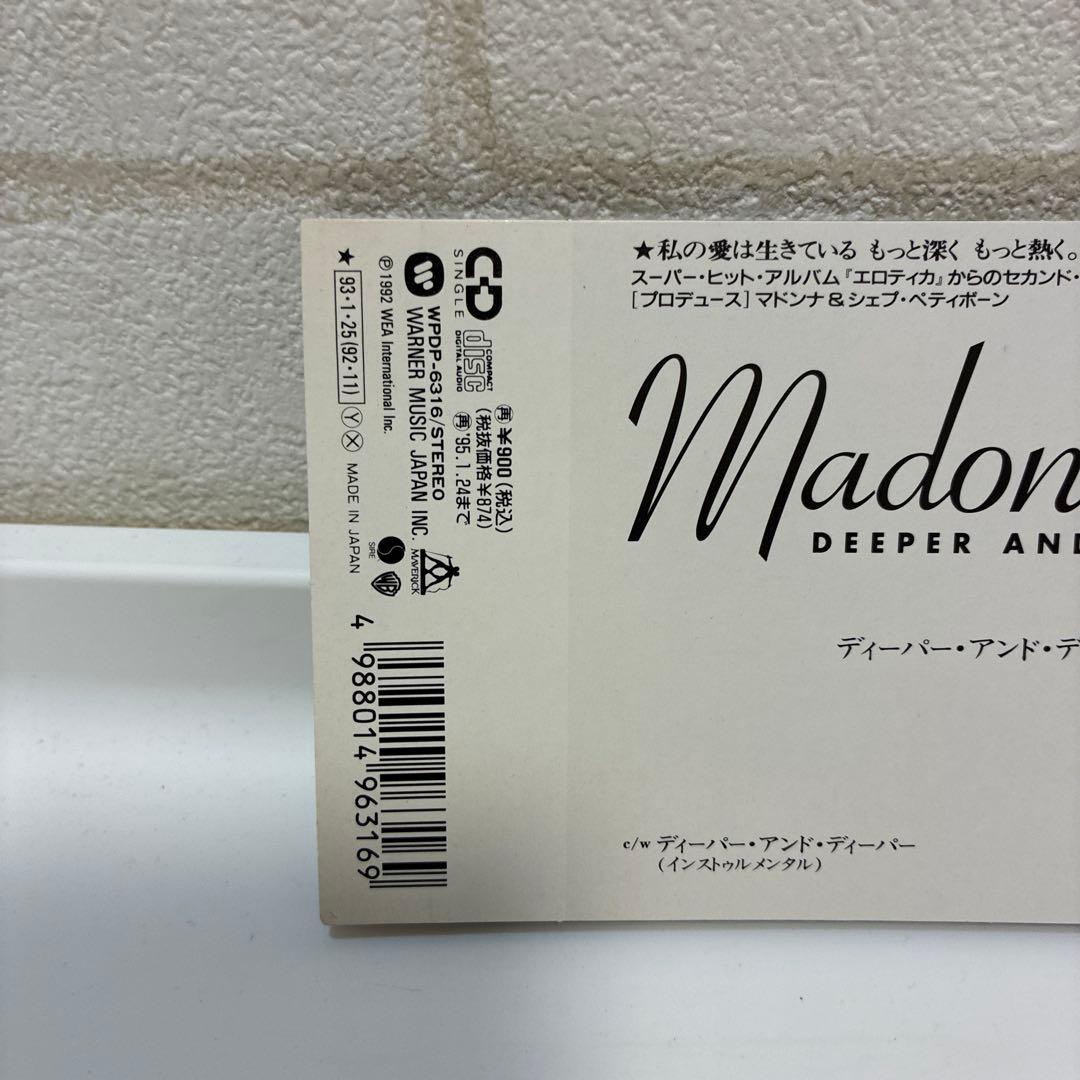 ★私の愛は生きている もっと深く もっと熱く。
スーパー・ヒット・アルバム『エロティカ』からのセカンド・
[プロデュース]マドンナ&シェプ・ペティボーン
Madon
DEEPER AND
ディーパー・アンド・デ
c/w ディーパー・アンド・ディーパー
(インストゥルメンタル)
CD
SINGLE
COMPACT
disc
DIGITAL AUDIO
再 ¥900(税込)
(税抜価格¥874)
再 '95.1.24まで
WPDP-6316/STEREO
WARNER MUSIC JAPAN INC.
MAVERICK
℗1992 WEA International Inc.
SIRE
WB
★ 93・1・25(92・11) Ⓨ Ⓧ MADE IN JAPAN
4 988014 963169